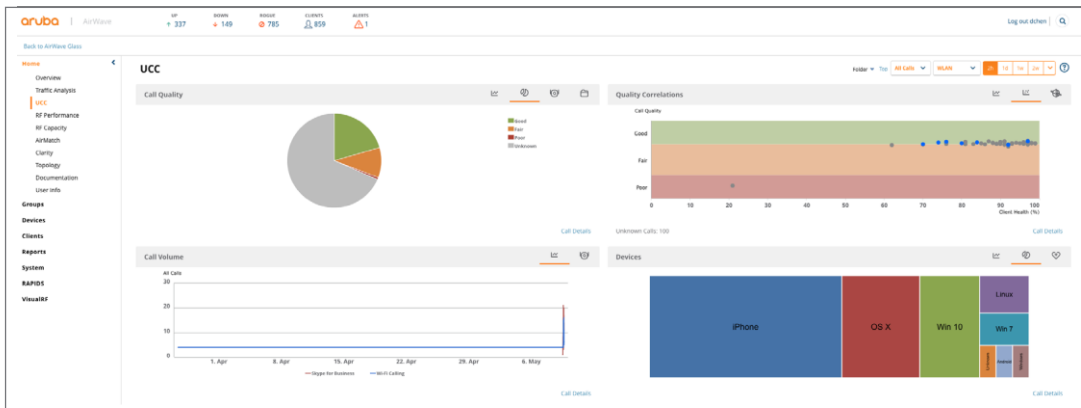 aruba | AirWave
UP
↑ 337
DOWN
↓ 149
ROGUE
785
CLIENTS
859
ALERTS
1
Log out dchen
Back to AirWave Glass
Home
Overview
Traffic Analysis
UCC
RF Performance
RF Capacity
AirMatch
Clarity
Topology
Documentation
User Info
Groups
Devices
Clients
Reports
System
RAPIDS
VisualRF
UCC
Folder Top All Calls WLAN 2h 1d 1w 2w
Call Quality
Good
Fair
Poor
Unknown
Call Details
Quality Correlations
Call Quality
Good
Fair
Poor
0 10 20 30 40 50 60 70 80 90 100
Client Health (%)
Unknown Calls: 100
Call Details
Call Volume
All Calls
30
20
10
0
1. Apr 8. Apr 15. Apr 22. Apr 29. Apr 6. May
Skype for Business Wi-Fi Calling
Call Details
Devices
iPhone
OS X
Win 10
Linux
Win 7
Call Details